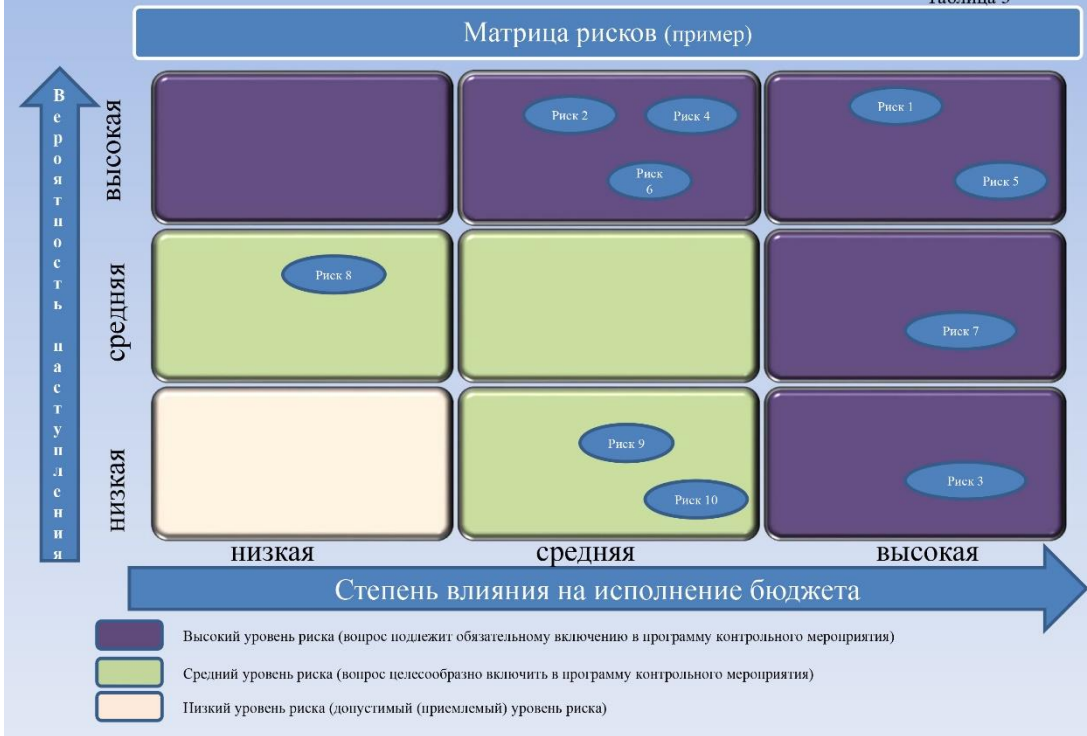 Таблица 3
Матрица рисков (пример)
Вероятность наступления
высокая
Риск 2
Риск 4
Риск 1
Риск
6
Риск 5
средняя
Риск 8
Риск 7
низкая
Риск 9
Риск 3
Риск 10
низкая
средняя
высокая
Степень влияния на исполнение бюджета
Высокий уровень риска (вопрос подлежит обязательному включению в программу контрольного мероприятия)
Средний уровень риска (вопрос целесообразно включить в программу контрольного мероприятия)
Низкий уровень риска (допустимый (приемлемый) уровень риска)